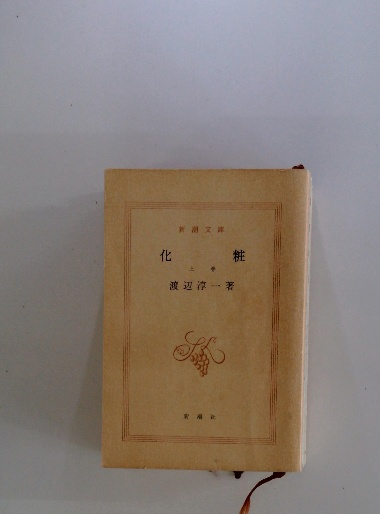 新潮文庫
化粧
上巻
渡辺淳一著
新潮社